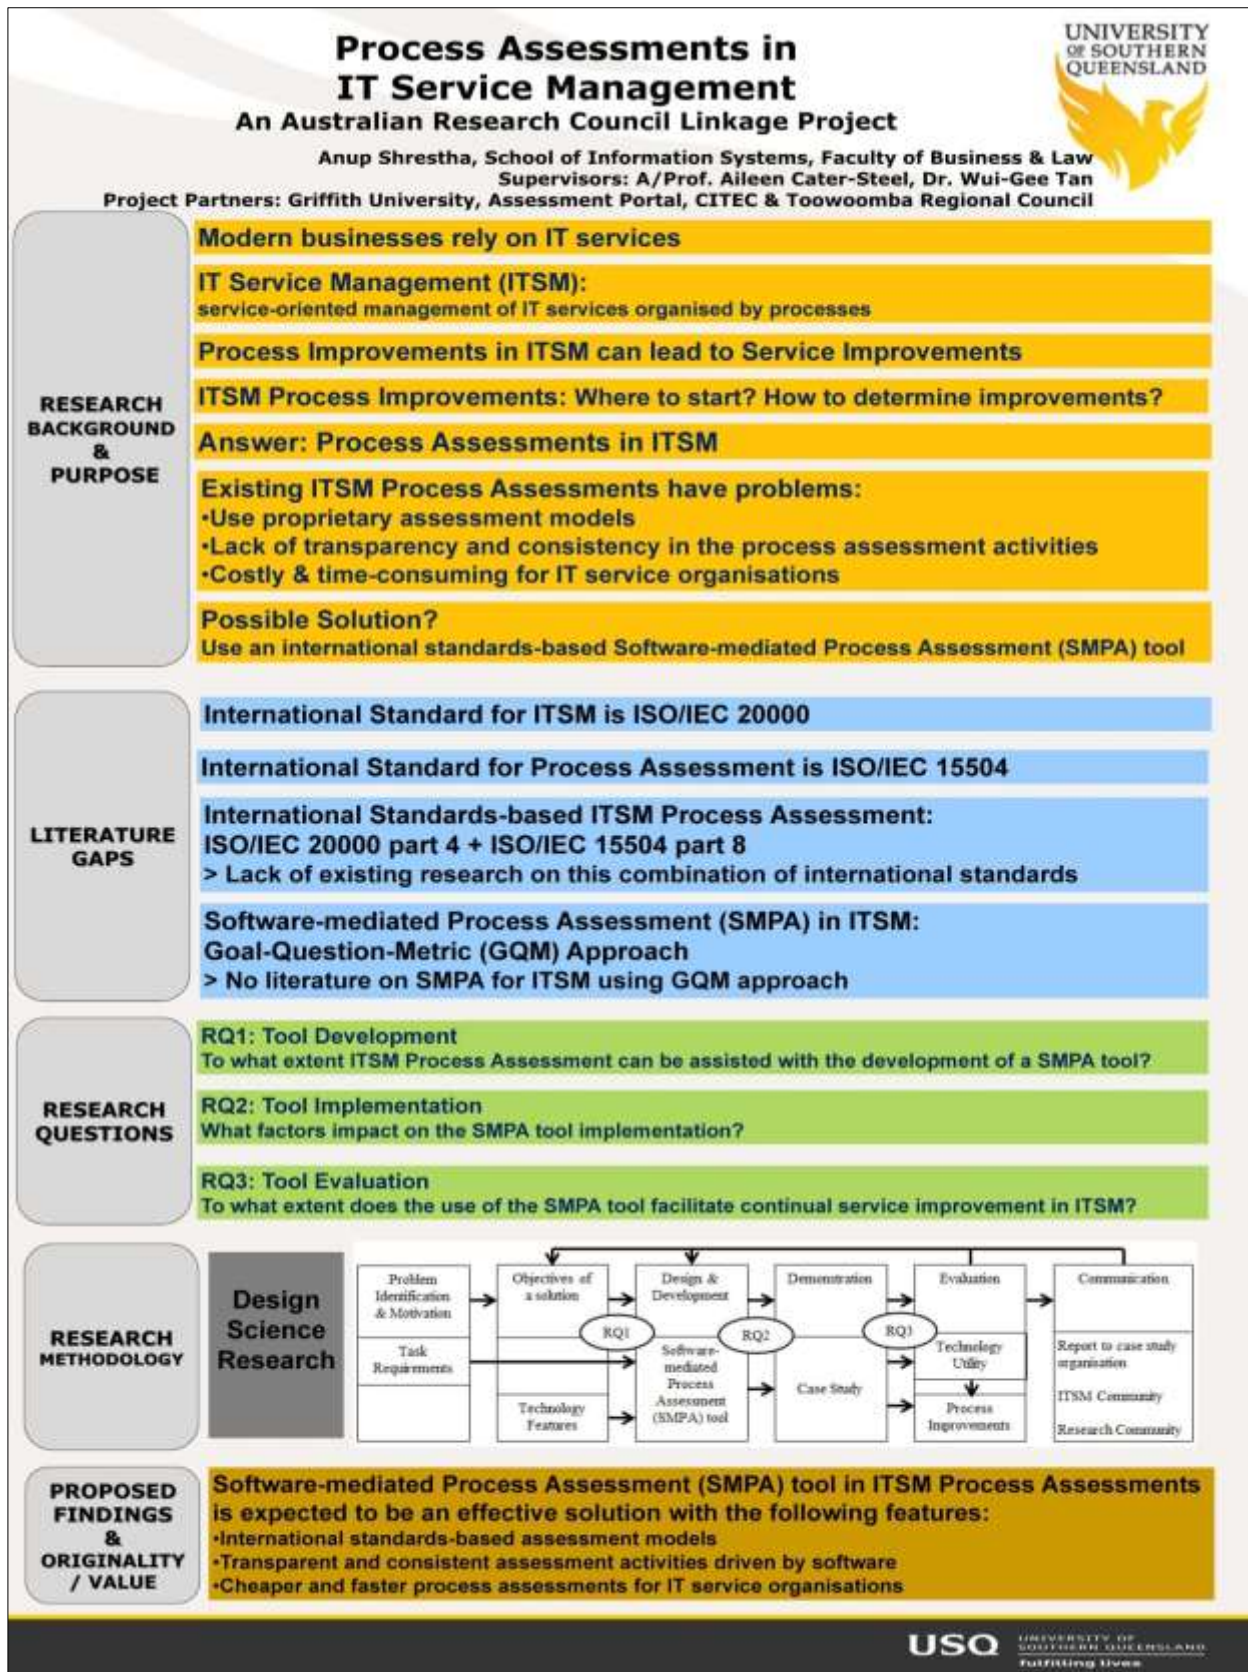 Process Assessments in
IT Service Management
An Australian Research Council Linkage Project
UNIVERSITY
OF SOUTHERN
QUEENSLAND
Anup Shrestha, School of Information Systems, Faculty of Business & Law
Supervisors: A/Prof. Aileen Cater-Steel, Dr. Wui-Gee Tan
Project Partners: Griffith University, Assessment Portal, CITEC & Toowoomba Regional Council
RESEARCH
BACKGROUND
&
PURPOSE
Modern businesses rely on IT services
IT Service Management (ITSM):
service-oriented management of IT services organised by processes
Process Improvements in ITSM can lead to Service Improvements
ITSM Process Improvements: Where to start? How to determine improvements?
Answer: Process Assessments in ITSM
Existing ITSM Process Assessments have problems:
•Use proprietary assessment models
•Lack of transparency and consistency in the process assessment activities
•Costly & time-consuming for IT service organisations
Possible Solution?
Use an international standards-based Software-mediated Process Assessment (SMPA) tool
LITERATURE
GAPS
International Standard for ITSM is ISO/IEC 20000
International Standard for Process Assessment is ISO/IEC 15504
International Standards-based ITSM Process Assessment:
ISO/IEC 20000 part 4 + ISO/IEC 15504 part 8
> Lack of existing research on this combination of international standards
Software-mediated Process Assessment (SMPA) in ITSM:
Goal-Question-Metric (GQM) Approach
> No literature on SMPA for ITSM using GQM approach
RESEARCH
QUESTIONS
RQ1: Tool Development
To what extent ITSM Process Assessment can be assisted with the development of a SMPA tool?
RQ2: Tool Implementation
What factors impact on the SMPA tool implementation?
RQ3: Tool Evaluation
To what extent does the use of the SMPA tool facilitate continual service improvement in ITSM?
RESEARCH
METHODOLOGY
Design
Science
Research
Problem
Identification
& Motivation
Task
Requirements
Objectives of
a solution
Technology
Features
RQ1
Design &
Development
Software-
mediated
Process
Assessment
(SMPA) tool
RQ2
Demonstration
Case Study
RQ3
Evaluation
Technology
Utility
Process
Improvements
Communication
Report to case study
organisation
ITSM Community
Research Community
PROPOSED
FINDINGS
&
ORIGINALITY
/ VALUE
Software-mediated Process Assessment (SMPA) tool in ITSM Process Assessments
is expected to be an effective solution with the following features:
•International standards-based assessment models
•Transparent and consistent assessment activities driven by software
•Cheaper and faster process assessments for IT service organisations
USQ
UNIVERSITY OF
SOUTHERN QUEENSLAND
Fulfilling lives